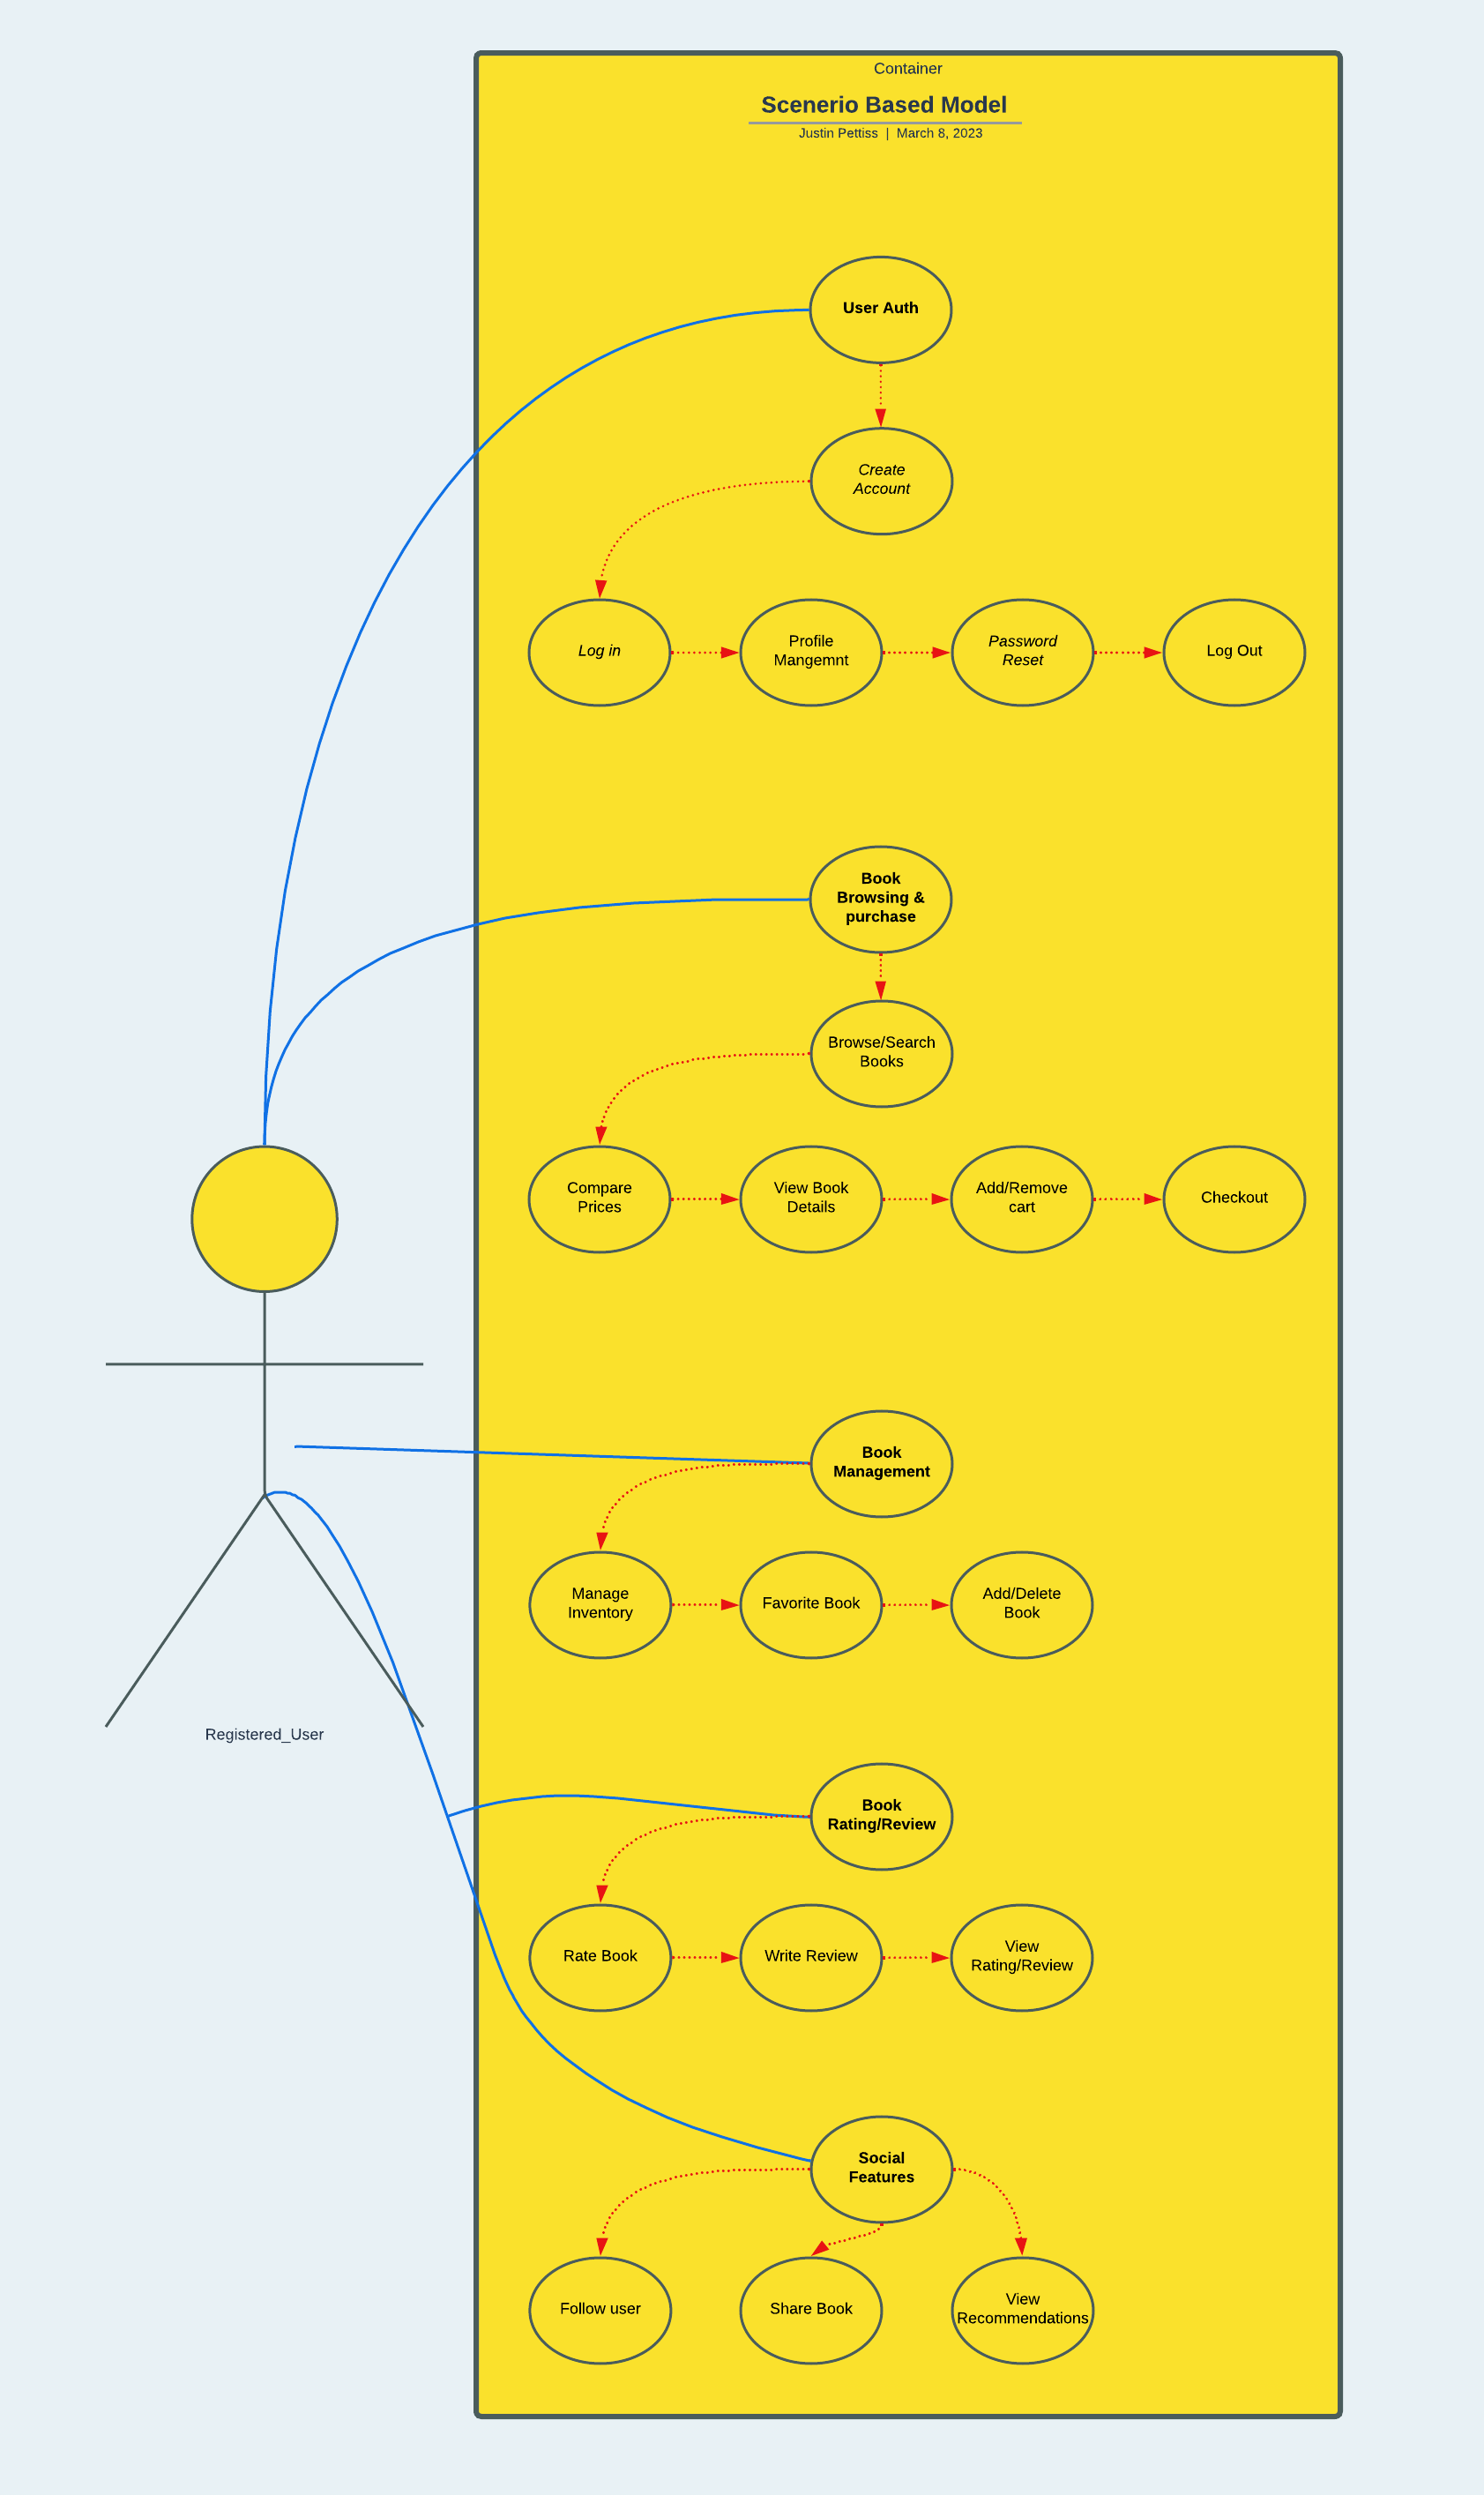 Container
Scenerio Based Model
Justin Pettiss | March 8, 2023
User Auth
Create
Account
Log in
Profile
Mangemnt
Password
Reset
Log Out
Book
Browsing &
purchase
Browse/Search
Books
Compare
Prices
View Book
Details
Add/Remove
cart
Checkout
Book
Management
Manage
Inventory
Favorite Book
Add/Delete
Book
Registered_User
Book
Rating/Review
Rate Book
Write Review
View
Rating/Review
Social
Features
Follow user
Share Book
View
Recommendations